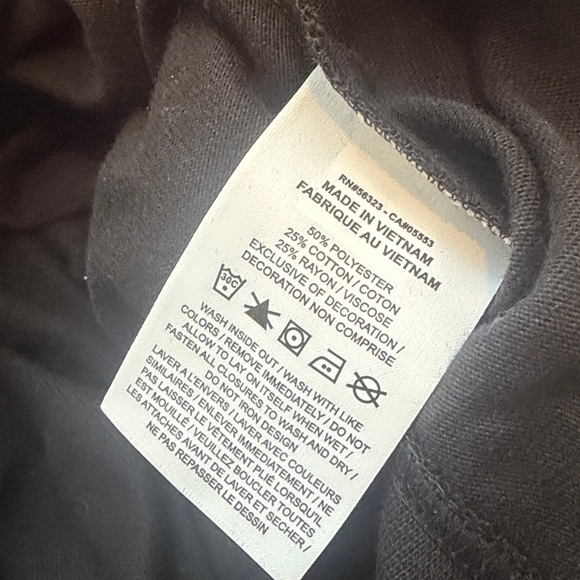 RN#56323 - CA#05553
MADE IN VIETNAM
FABRIQUE AU VIETNAM
50% POLYESTER
25% COTTON / COTON
25% RAYON / VISCOSE
EXCLUSIVE OF DECORATION /
DECORATION NON COMPRISE
WASH INSIDE OUT / WASH WITH LIKE
COLORS / REMOVE IMMEDIATELY / DO NOT
ALLOW TO LAY ON ITSELF WHEN WET /
FASTEN ALL CLOSURES TO WASH AND DRY /
DO NOT IRON DESIGN
LAVER A L'ENVERS / LAVER AVEC COULEURS
SIMILAIRES / ENLEVER IMMEDIATEMENT / NE
PAS LAISSER LE VETEMENT PLIÉ LORSQU'IL
EST MOUILLÉ / VEUILLEZ BOUCLER TOUTES
LES ATTACHES AVANT DE LAVER ET SECHER /
NE PAS REPASSER LE DESSIN